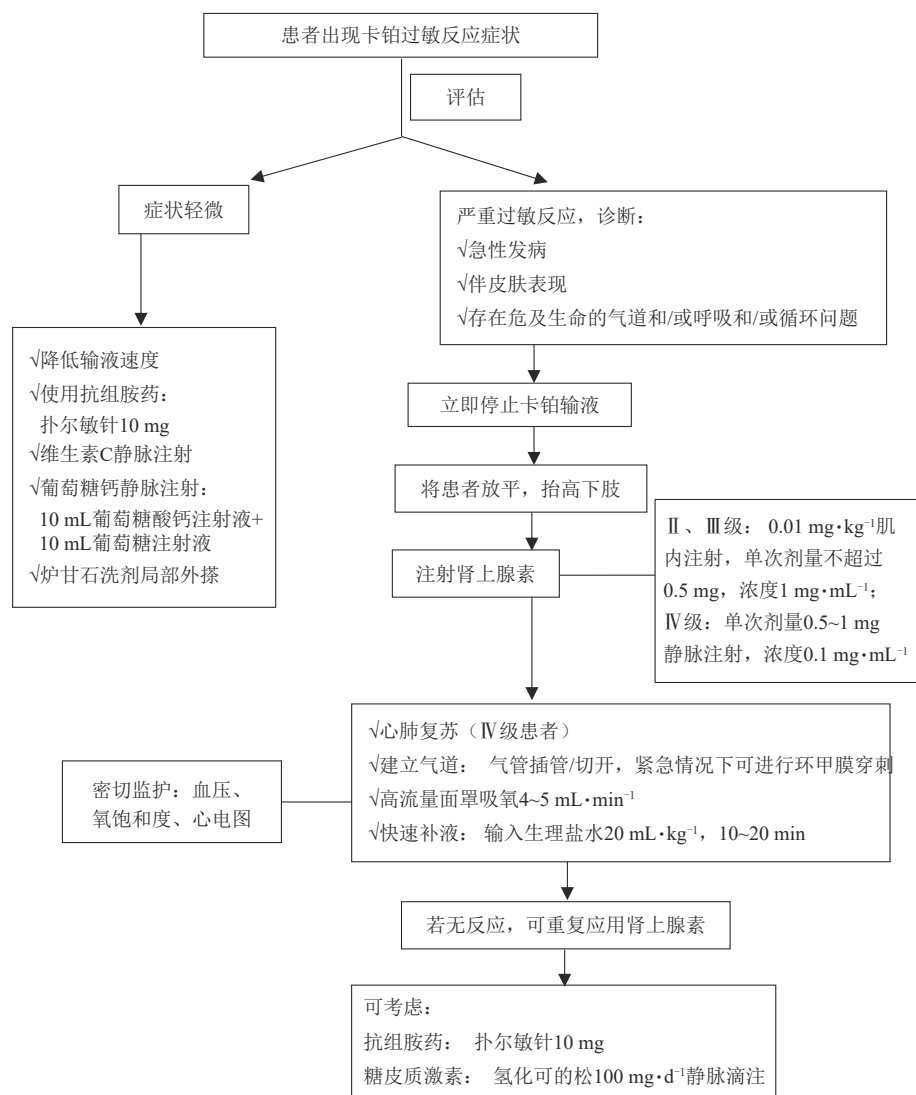 患者出现卡铂过敏反应症状
评估
症状轻微
√降低输液速度
√使用抗组胺药：
扑尔敏针10 mg
√维生素C静脉注射
√葡萄糖钙静脉注射：
10 mL葡萄糖酸钙注射液+
10 mL葡萄糖注射液
√炉甘石洗剂局部外搽
严重过敏反应，诊断：
√急性发病
√伴皮肤表现
√存在危及生命的气道和/或呼吸和/或循环问题
立即停止卡铂输液
将患者放平，抬高下肢
注射肾上腺素
Ⅱ、Ⅲ级： 0.01 mg·kg⁻¹肌
内注射，单次剂量不超过
0.5 mg，浓度1 mg·mL⁻¹；
Ⅳ级：单次剂量0.5~1 mg
静脉注射，浓度0.1 mg·mL⁻¹
√心肺复苏（Ⅳ级患者）
√建立气道： 气管插管/切开，紧急情况下可进行环甲膜穿刺
√高流量面罩吸氧4~5 mL·min⁻¹
√快速补液：输入生理盐水20 mL·kg⁻¹，10~20 min
密切监护：血压、
氧饱和度、心电图
若无反应，可重复应用肾上腺素
可考虑：
抗组胺药： 扑尔敏针10 mg
糖皮质激素： 氢化可的松100 mg·d⁻¹静脉滴注